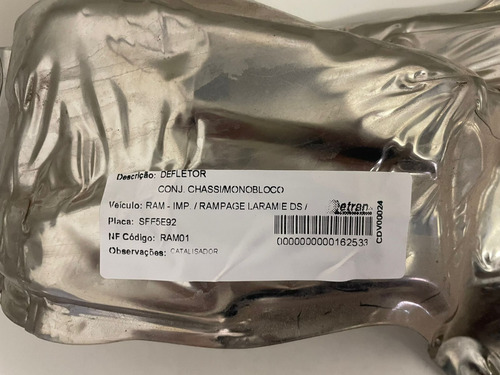 Descrição: DEFLETOR
CONJ. CHASSI/MONOBLOCO
Veículo: RAM - IMP. / RAMPAGE LARAMIE DS /
Placa: SFF5E92
NF Código: RAM01
Observações: CATALISADOR
Detran
0000000000162533
CDV00024